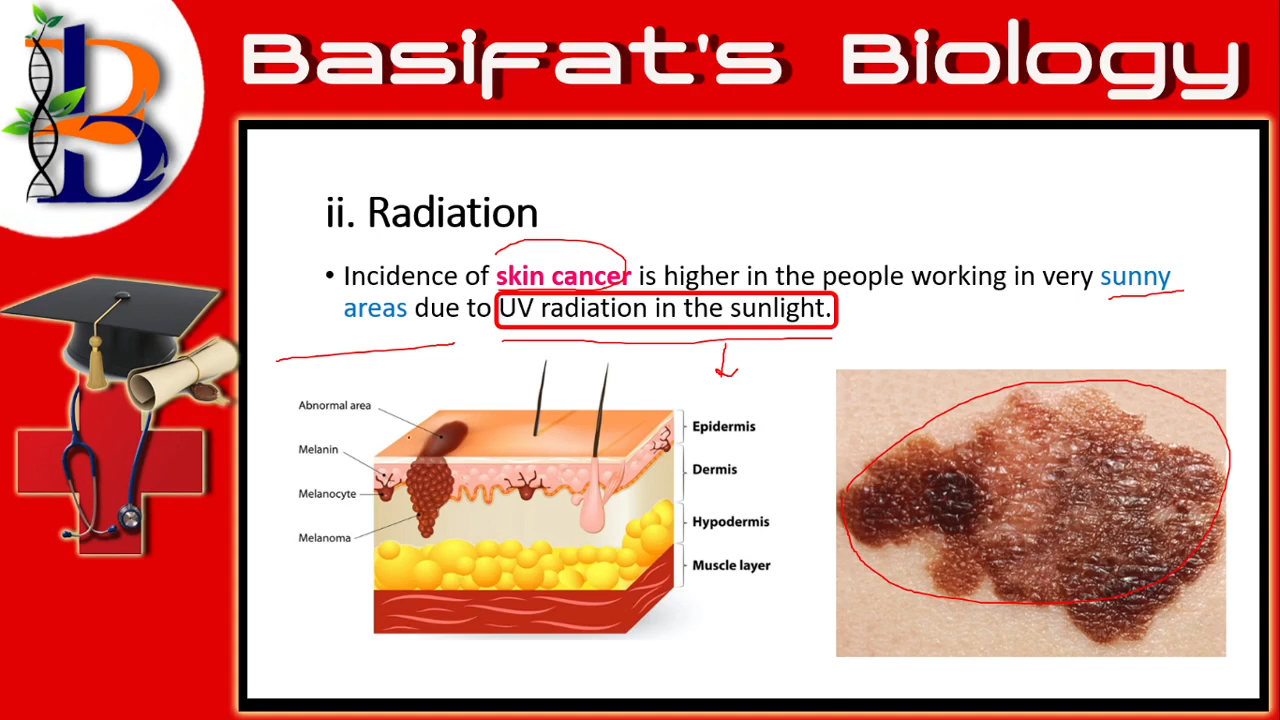 Basifat's Biology
B
ii. Radiation
• Incidence of skin cancer is higher in the people working in very sunny
areas due to UV radiation in the sunlight.
Abnormal area
Melanin
Melanocyte
Melanoma
Epidermis
Dermis
Hypodermis
Muscle layer